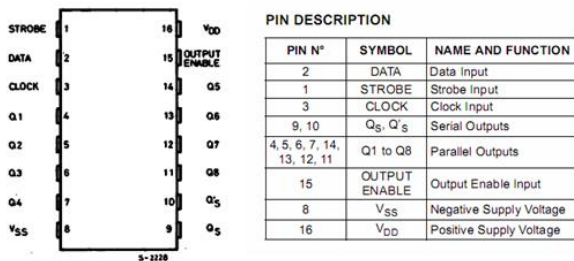 STROBE 1 16 VDD
DATA 2 15 OUTPUT ENABLE
CLOCK 3 14 Q5
Q1 4 13 Q6
Q2 5 12 Q7
Q3 6 11 Q8
Q4 7 10 Q'S
VSS 8 9 QS
S-2228
PIN DESCRIPTION
PIN N° SYMBOL NAME AND FUNCTION
2 DATA Data Input
1 STROBE Strobe Input
3 CLOCK Clock Input
9, 10 QS, Q'S Serial Outputs
4, 5, 6, 7, 14,
13, 12, 11 Q1 to Q8 Parallel Outputs
15 OUTPUT
ENABLE Output Enable Input
8 VSS Negative Supply Voltage
16 VDD Positive Supply Voltage